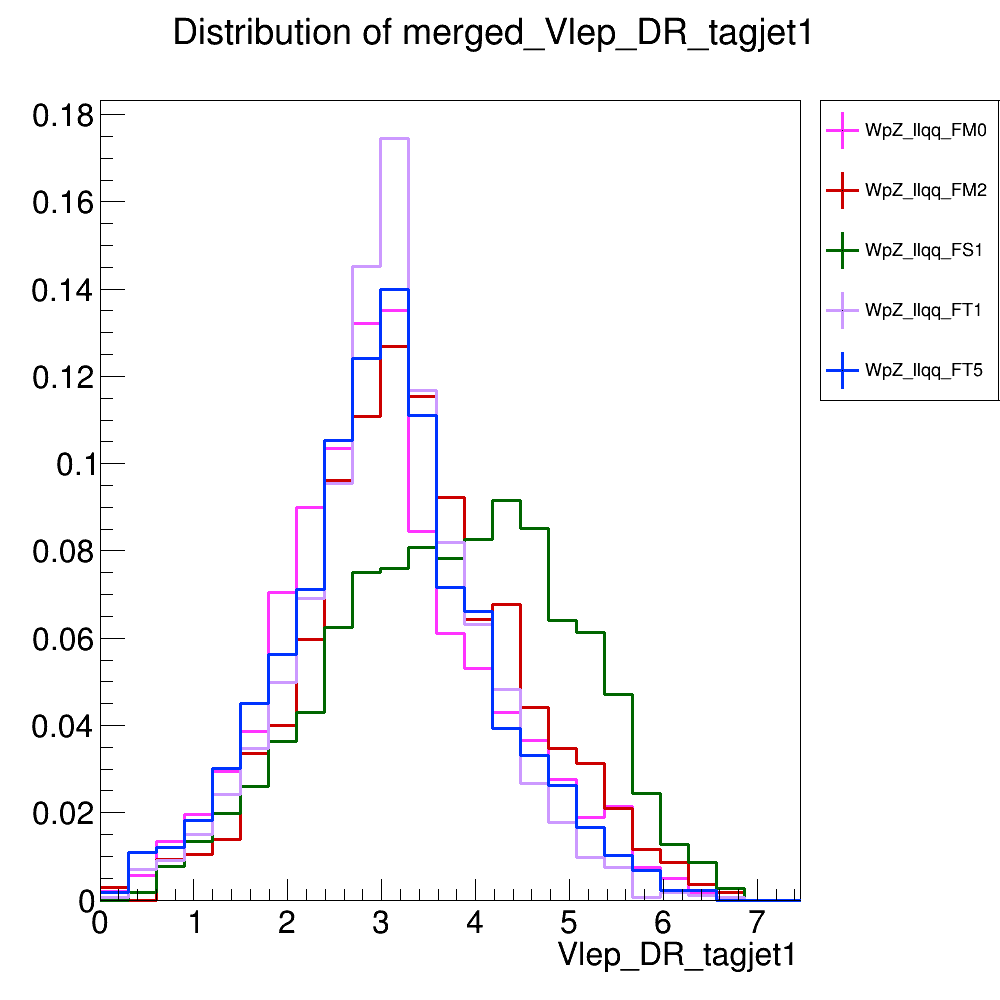 Distribution of merged_Vlep_DR_tagjet1
0.18
0.16
0.14
0.12
0.1
0.08
0.06
0.04
0.02
0
0 1 2 3 4 5 6 7
Vlep_DR_tagjet1
WpZ_llqq_FM0
WpZ_llqq_FM2
WpZ_llqq_FS1
WpZ_llqq_FT1
WpZ_llqq_FT5